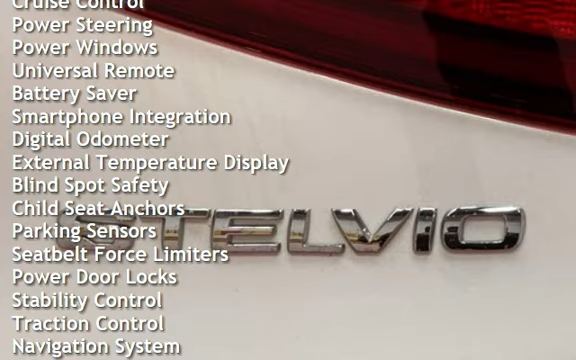 Cruise Control
Power Steering
Power Windows
Universal Remote
Battery Saver
Smartphone Integration
Digital Odometer
External Temperature Display
Blind Spot Safety
Child Seat Anchors
Parking Sensors
STELVIO
Seatbelt Force Limiters
Power Door Locks
Stability Control
Traction Control
Navigation System